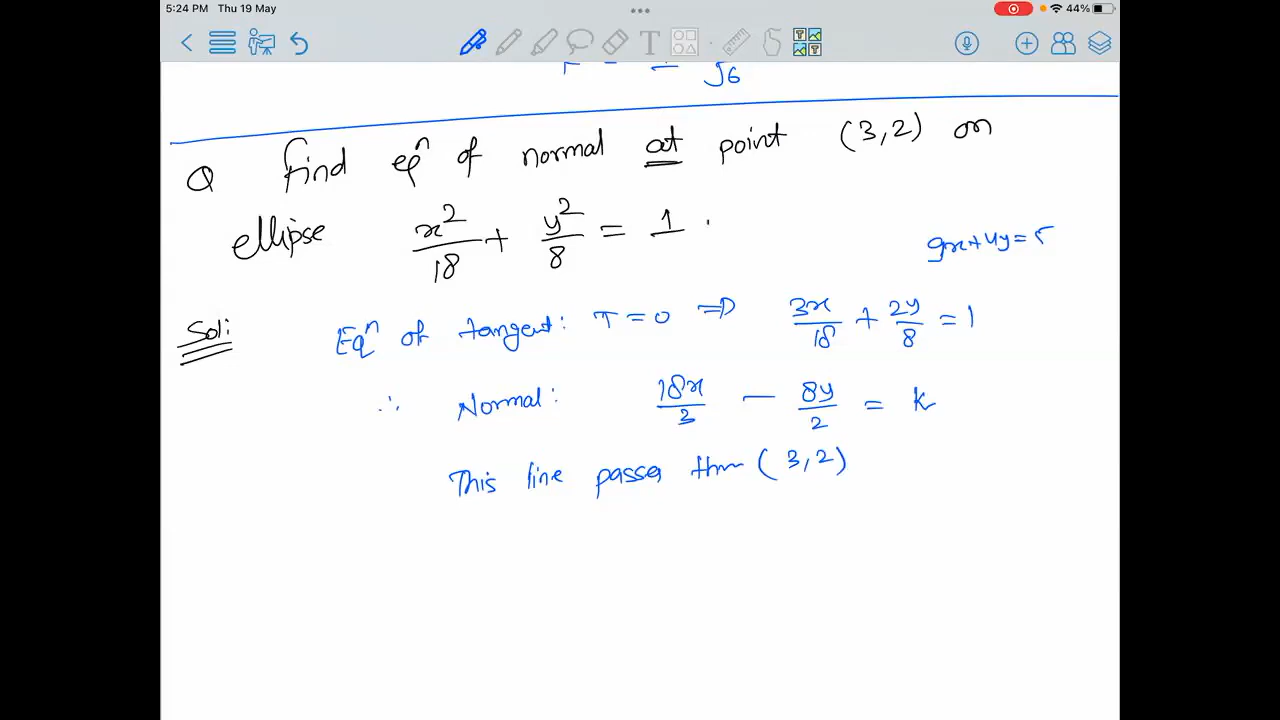 5:24 PM Thu 19 May 44%
√6
Q Find eqⁿ of normal at point (3,2) on
ellipse x²/18 + y²/8 = 1 .
9x+4y=5
Sol: Eqⁿ of tangent: T=0 ⇒ 3x/18 + 2y/8 = 1
∴ Normal: 18x/3 — 8y/2 = k
This line passes thru (3,2)